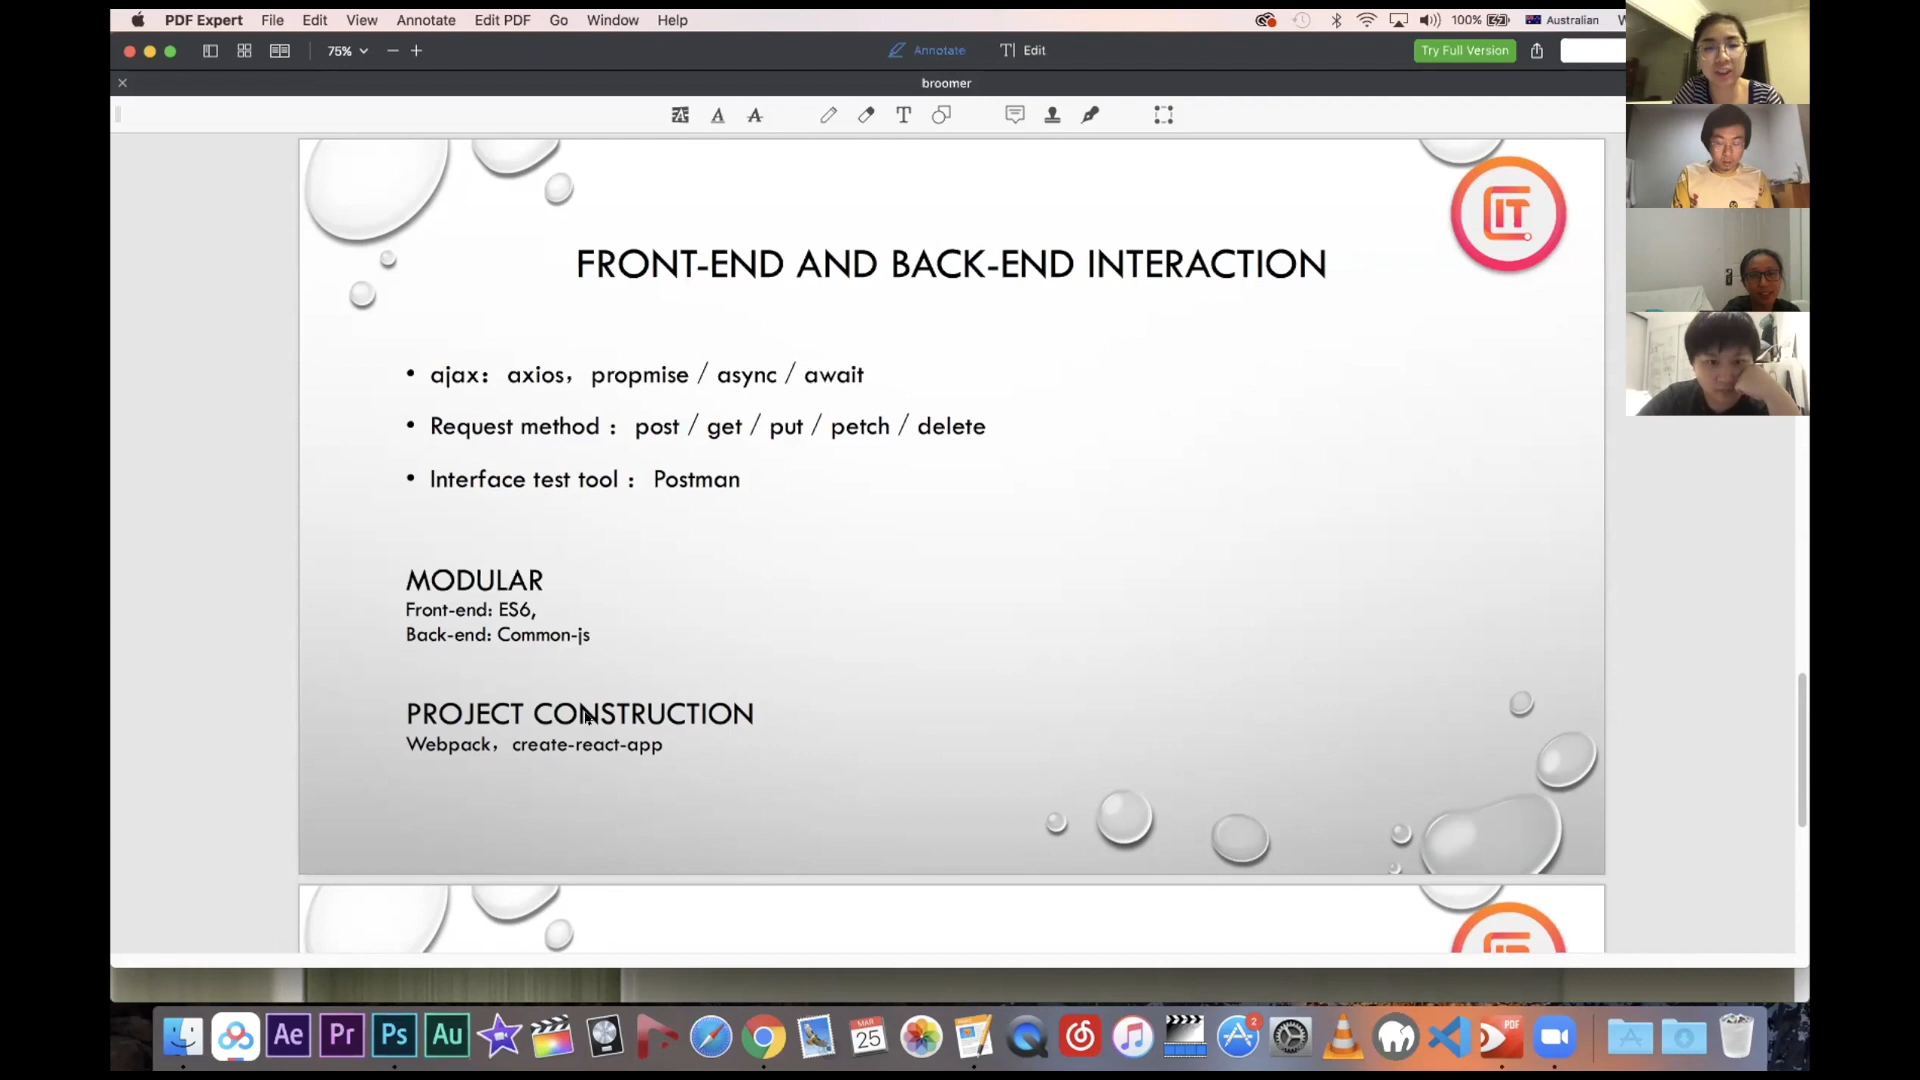 PDF Expert File Edit View Annotate Edit PDF Go Window Help 100% Australian
75% Annotate T Edit Try Full Version
broomer
A A A T
IT
FRONT-END AND BACK-END INTERACTION
• ajax： axios，propmise / async / await
• Request method ： post / get / put / petch / delete
• Interface test tool ： Postman
MODULAR
Front-end: ES6,
Back-end: Common-js
PROJECT CONSTRUCTION
Webpack，create-react-app
Ae Pr Ps Au MAR 25 2 PDF